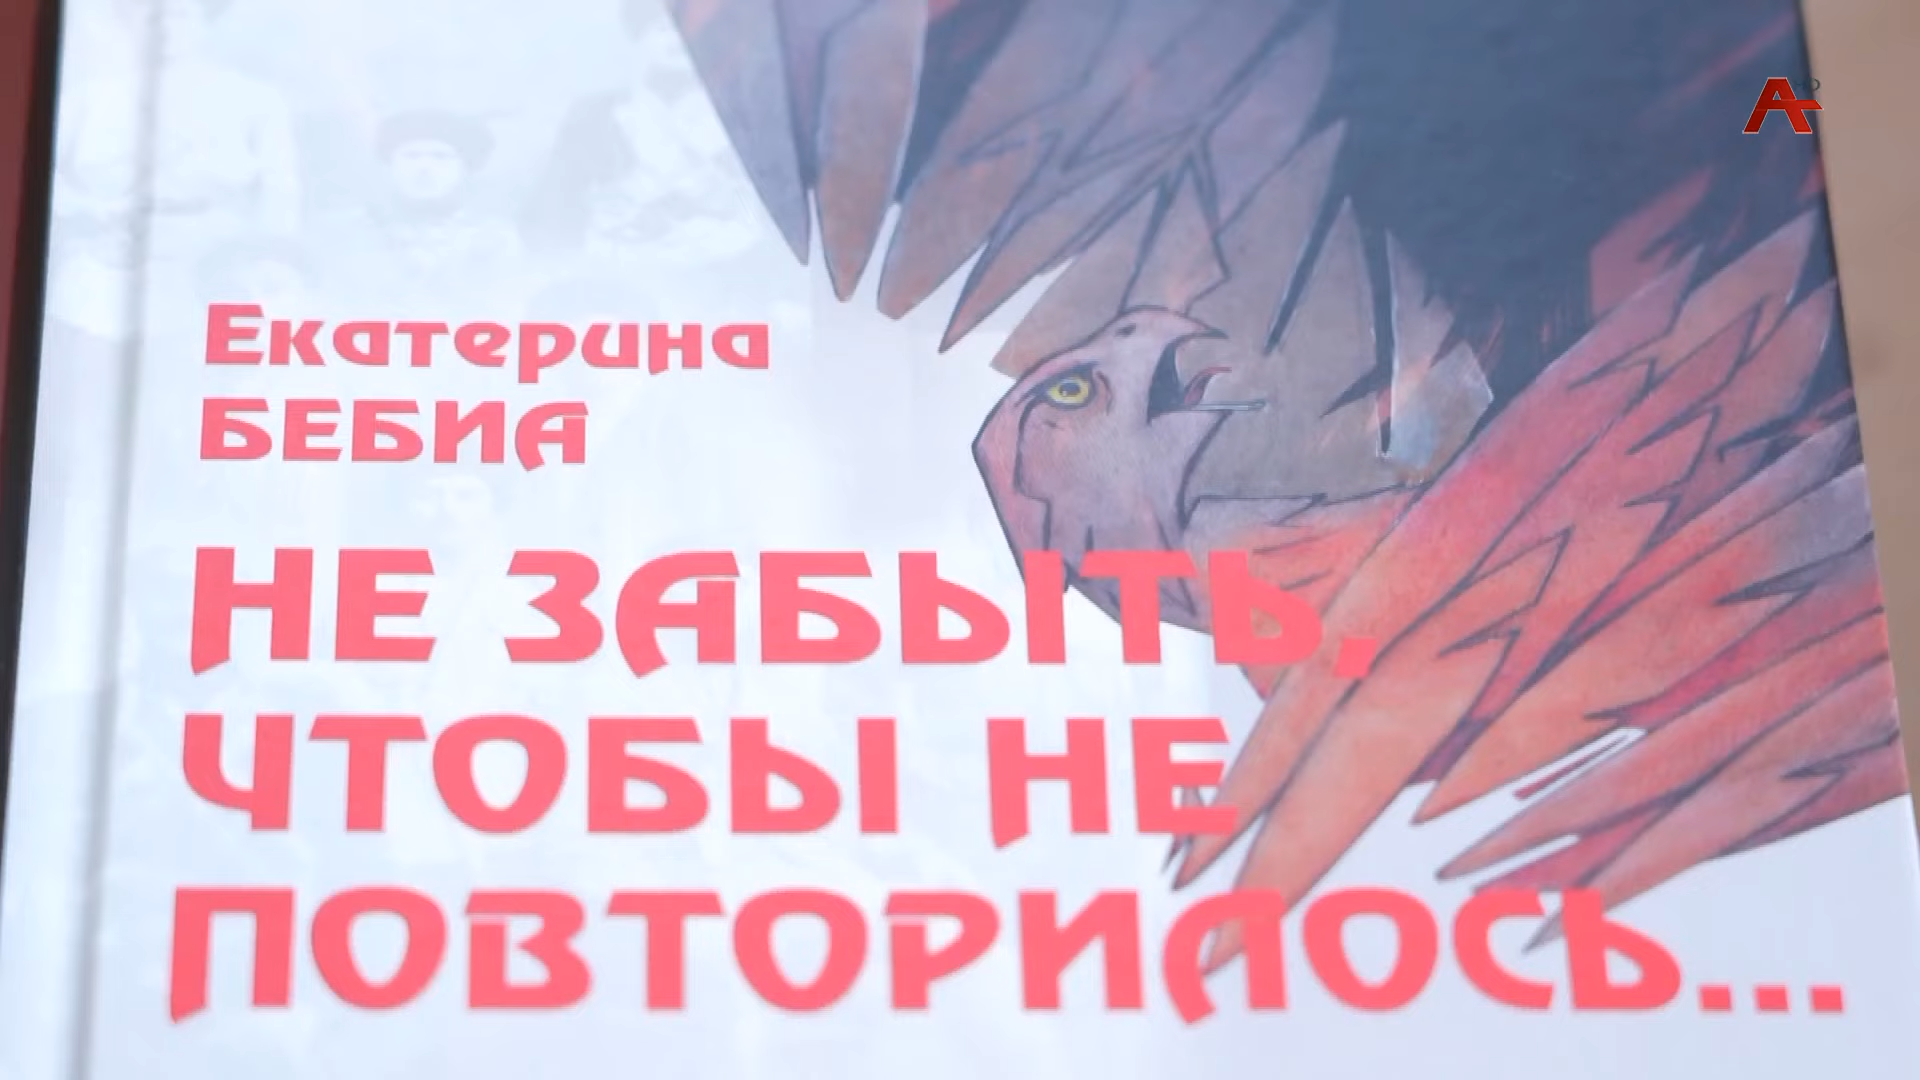 Екатерина
БЕБИА
НЕ ЗАБЫТЬ,
ЧТОБЫ НЕ
ПОВТОРИЛОСЬ...